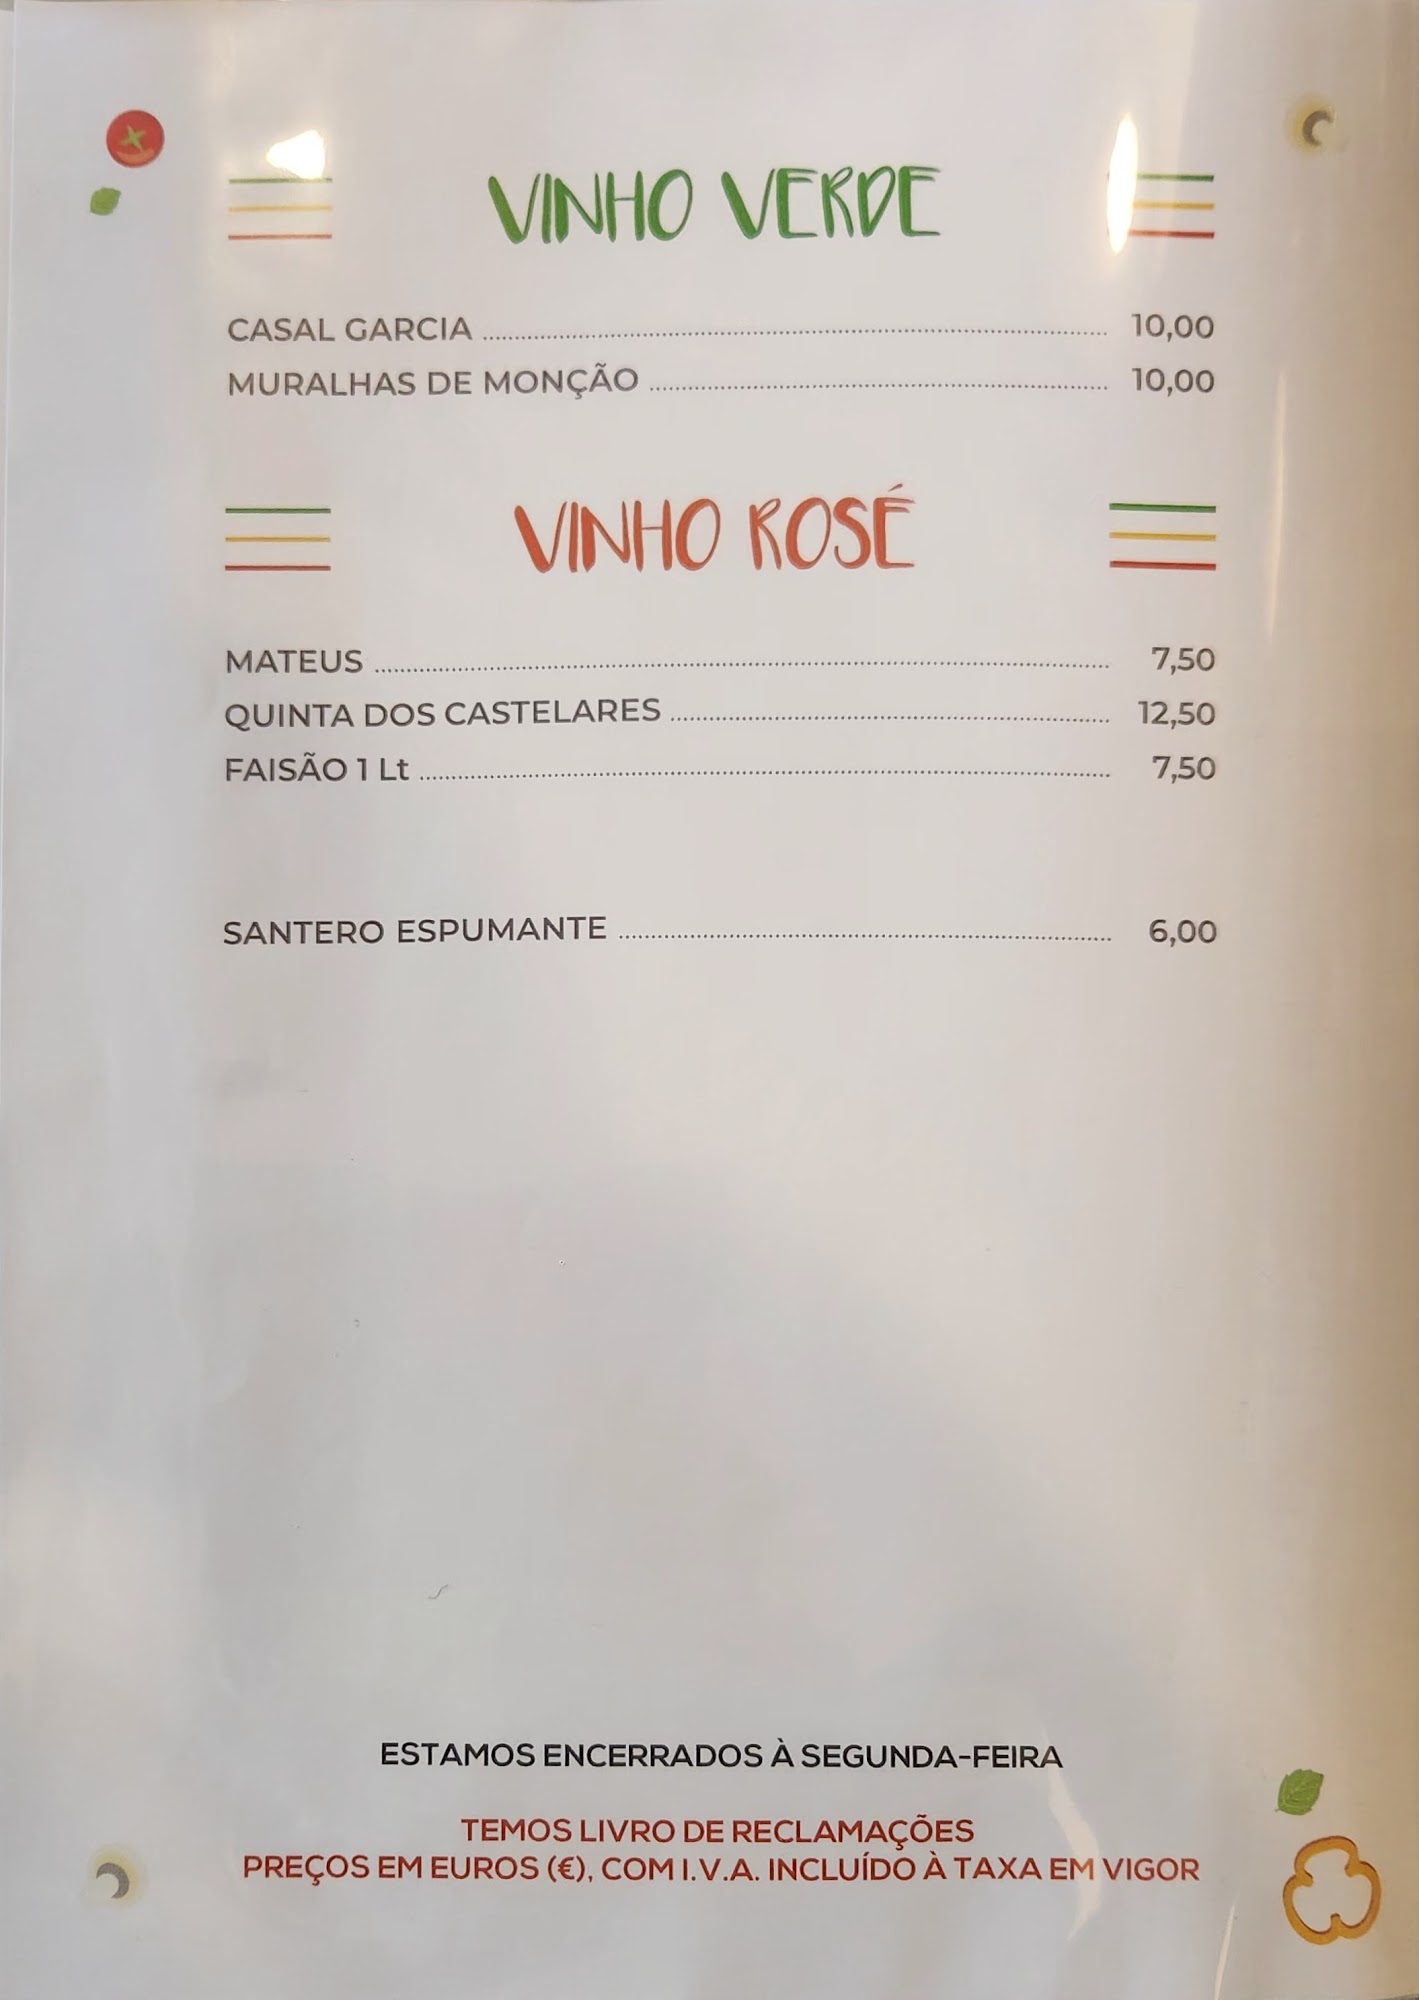 VINHO VERDE
CASAL GARCIA 10,00
MURALHAS DE MONÇÃO 10,00
VINHO ROSÉ
MATEUS 7,50
QUINTA DOS CASTELARES 12,50
FAISÃO 1 Lt 7,50
SANTERO ESPUMANTE 6,00
ESTAMOS ENCERRADOS À SEGUNDA-FEIRA
TEMOS LIVRO DE RECLAMAÇÕES
PREÇOS EM EUROS (€), COM I.V.A. INCLUÍDO À TAXA EM VIGOR